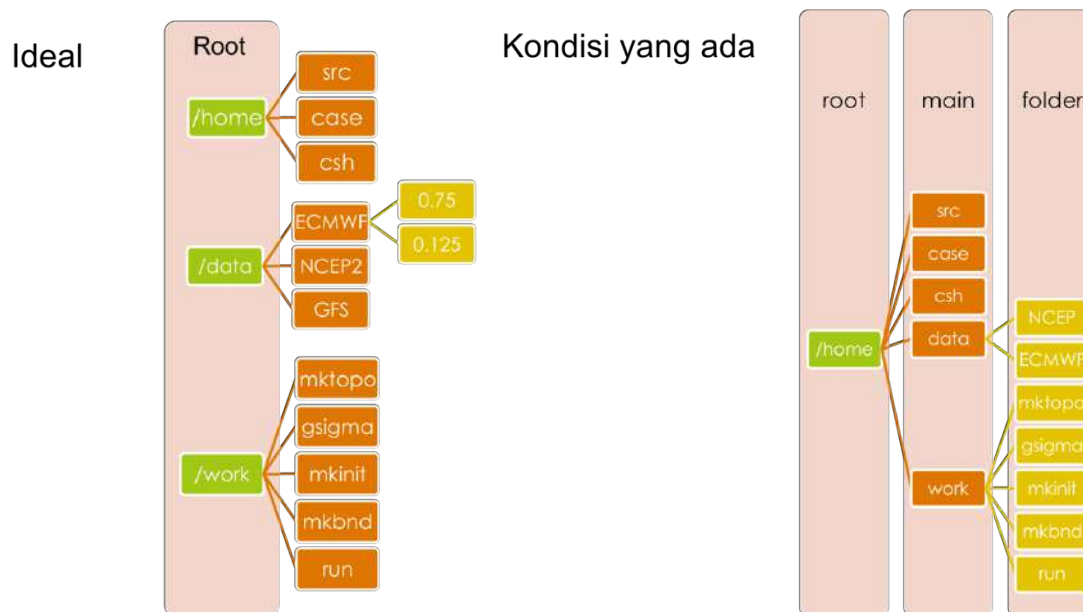 Ideal
Root
/home
src
case
csh
/data
ECMWF
0.75
0.125
NCEP2
GFS
/work
mktopo
gsigma
mkinit
mkbnd
run
Kondisi yang ada
root
main
folder
/home
src
case
csh
data
NCEP
ECMWF
work
mktopo
gsigma
mkinit
mkbnd
run